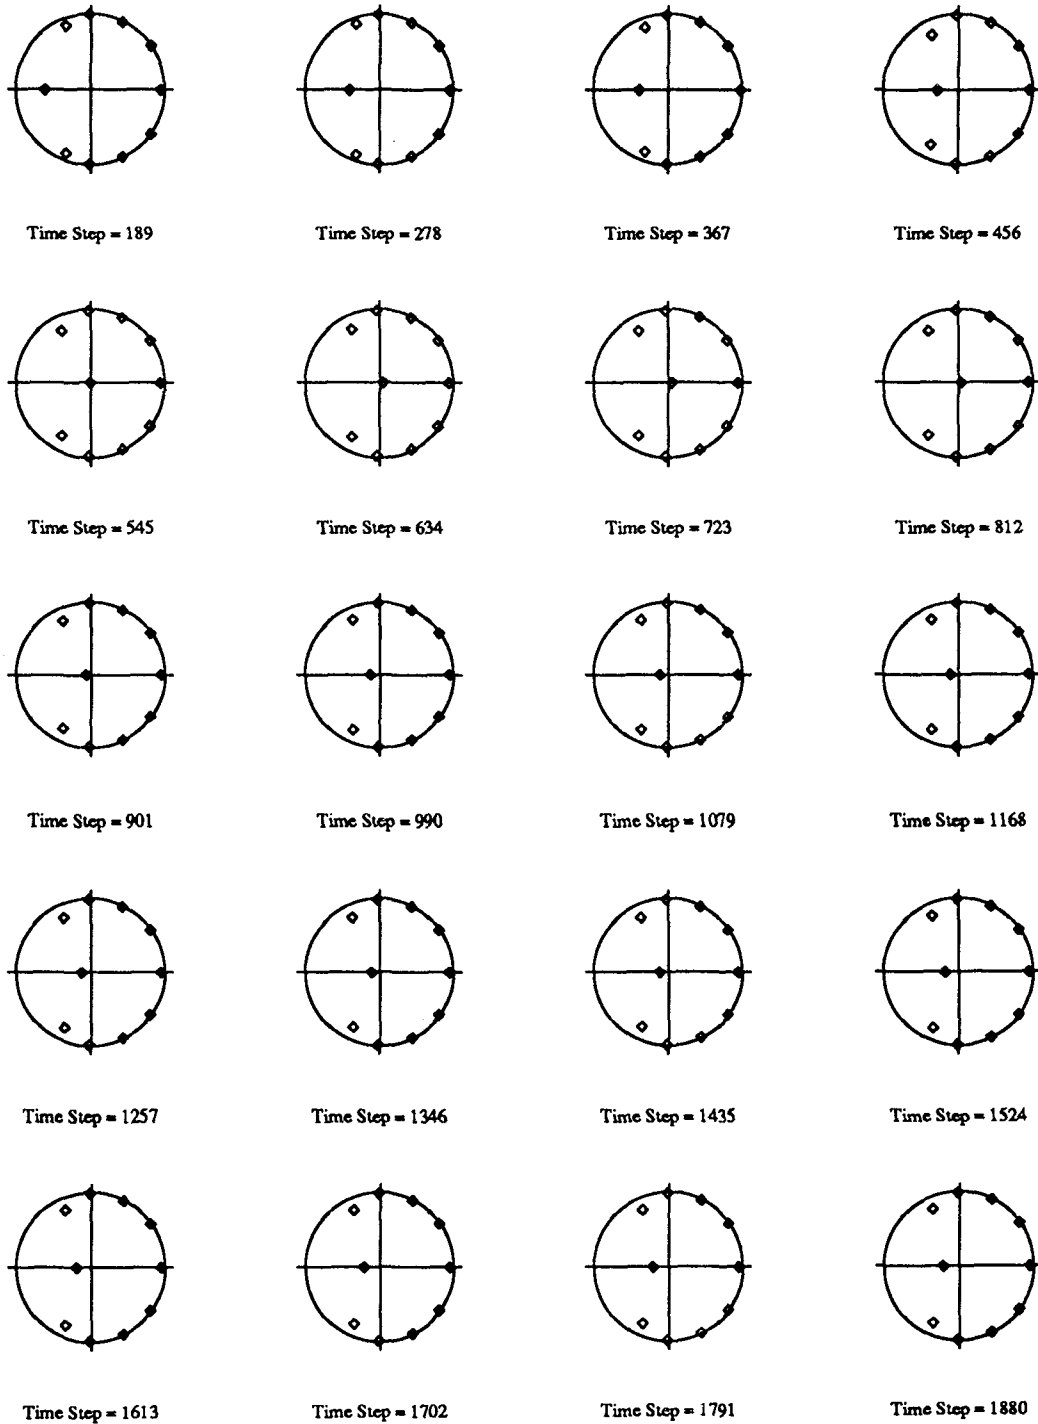 Time Step = 189
Time Step = 278
Time Step = 367
Time Step = 456
Time Step = 545
Time Step = 634
Time Step = 723
Time Step = 812
Time Step = 901
Time Step = 990
Time Step = 1079
Time Step = 1168
Time Step = 1257
Time Step = 1346
Time Step = 1435
Time Step = 1524
Time Step = 1613
Time Step = 1702
Time Step = 1791
Time Step = 1880